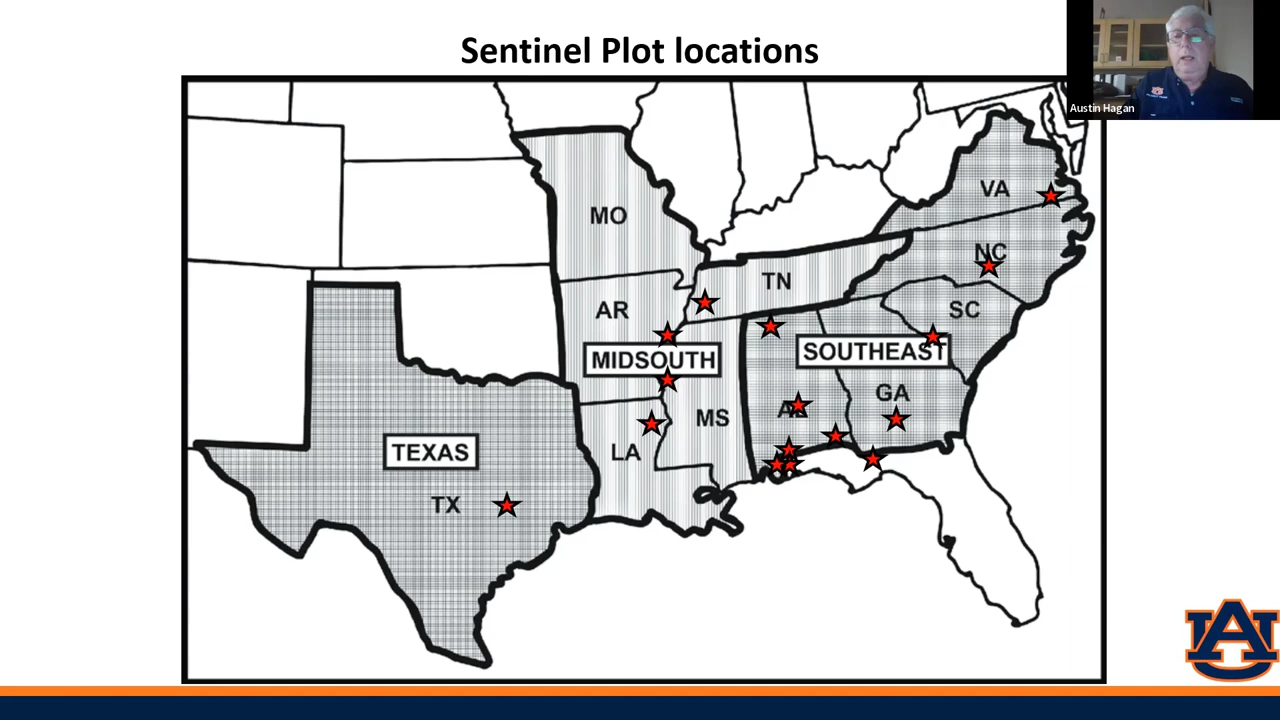 Sentinel Plot locations
Austin Hagan
VA
MO
NC
TN
AR
SC
SOUTHEAST
MIDSOUTH
GA
AL
MS
TEXAS
LA
TX
AU